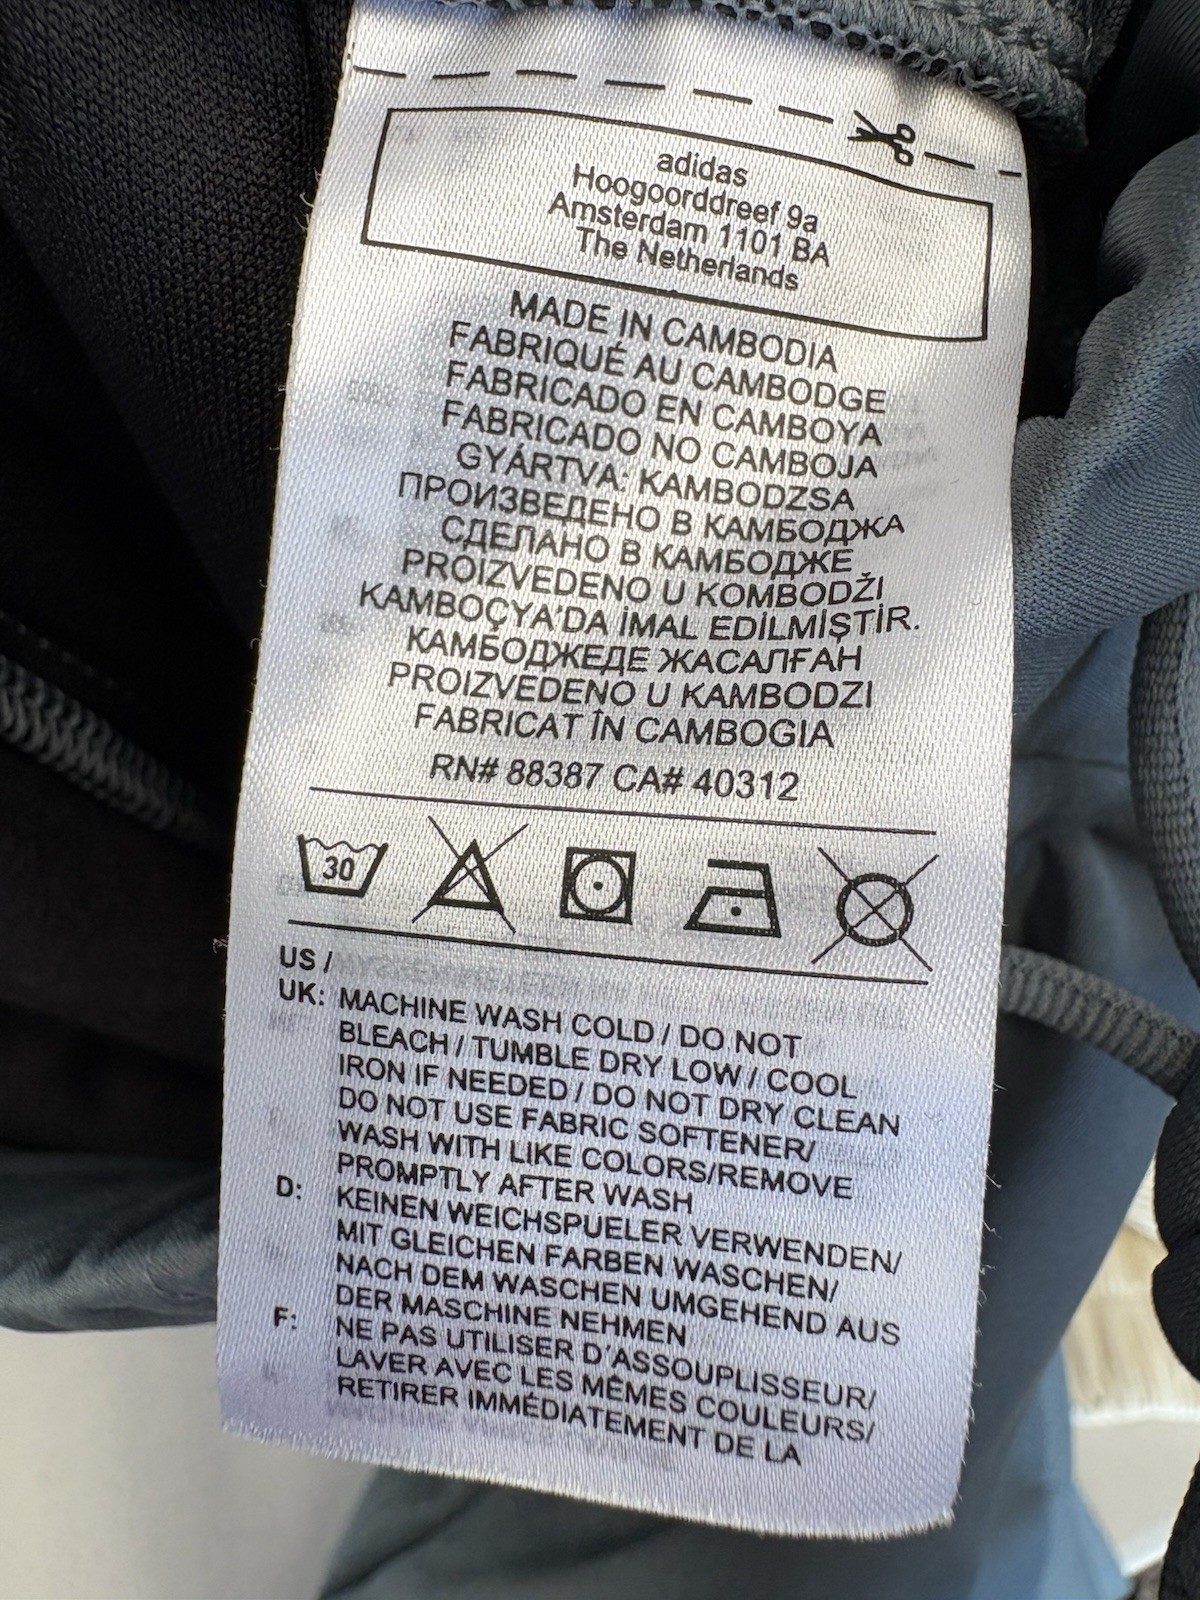 adidas
Hoogoorddreef 9a
Amsterdam 1101 BA
The Netherlands
MADE IN CAMBODIA
FABRIQUÉ AU CAMBODGE
FABRICADO EN CAMBOYA
FABRICADO NO CAMBOJA
GYÁRTVA: KAMBODZSA
ПРОИЗВЕДЕНО В КАМБОДЖА
СДЕЛАНО В КАМБОДЖЕ
PROIZVEDENO U KOMBODŽI
KAMBOÇYA'DA İMAL EDİLMİŞTİR.
КАМБОДЖЕДЕ ЖАСАЛҒАН
PROIZVEDENO U KAMBODZI
FABRICAT ÎN CAMBOGIA
RN# 88387 CA# 40312
30
US /
UK: MACHINE WASH COLD / DO NOT
BLEACH / TUMBLE DRY LOW / COOL
IRON IF NEEDED / DO NOT DRY CLEAN
DO NOT USE FABRIC SOFTENER/
WASH WITH LIKE COLORS/REMOVE
PROMPTLY AFTER WASH
D: KEINEN WEICHSPUELER VERWENDEN/
MIT GLEICHEN FARBEN WASCHEN/
NACH DEM WASCHEN UMGEHEND AUS
DER MASCHINE NEHMEN
F: NE PAS UTILISER D'ASSOUPLISSEUR/
LAVER AVEC LES MÊMES COULEURS/
RETIRER IMMÉDIATEMENT DE LA